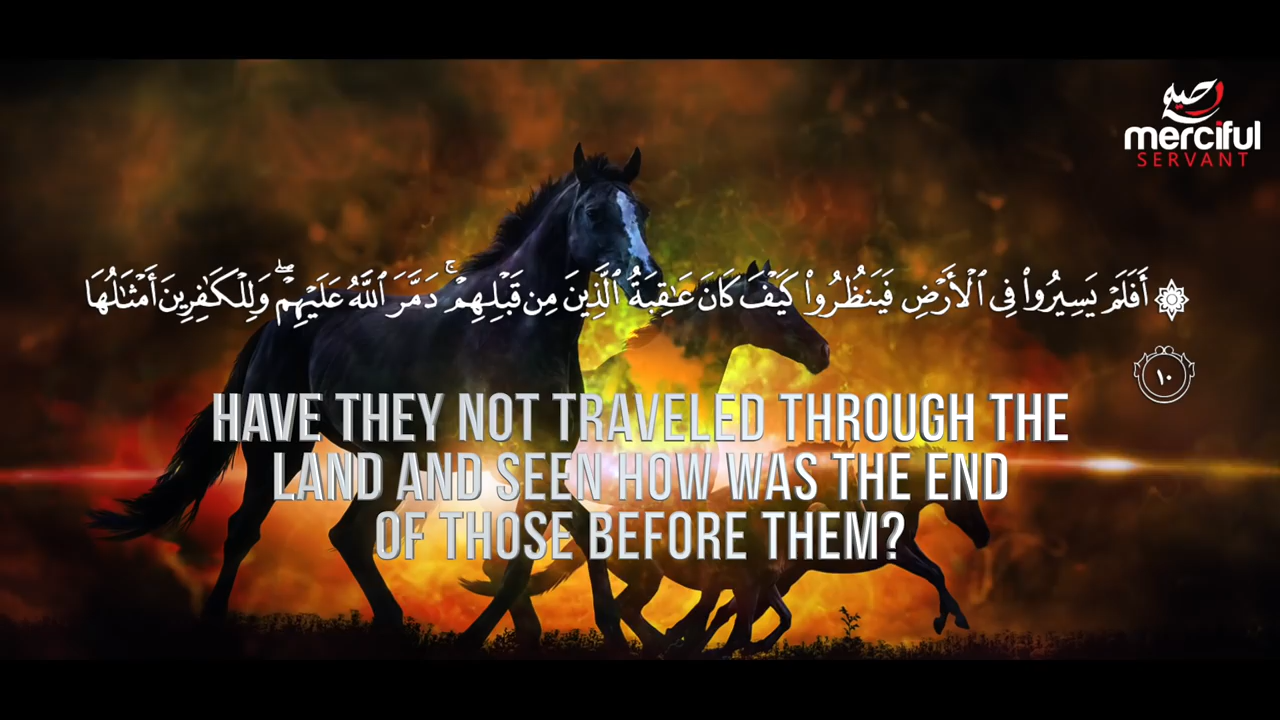 رحيم
merciful
SERVANT
۞ أَفَلَمْ يَسِيرُوا۟ فِى ٱلْأَرْضِ فَيَنظُرُوا۟ كَيْفَ كَانَ عَـٰقِبَةُ ٱلَّذِينَ مِن قَبْلِهِمْ ۚ دَمَّرَ ٱللَّهُ عَلَيْهِمْ ۖ وَلِلْكَـٰفِرِينَ أَمْثَـٰلُهَا
١٠
HAVE THEY NOT TRAVELED THROUGH THE
LAND AND SEEN HOW WAS THE END
OF THOSE BEFORE THEM?